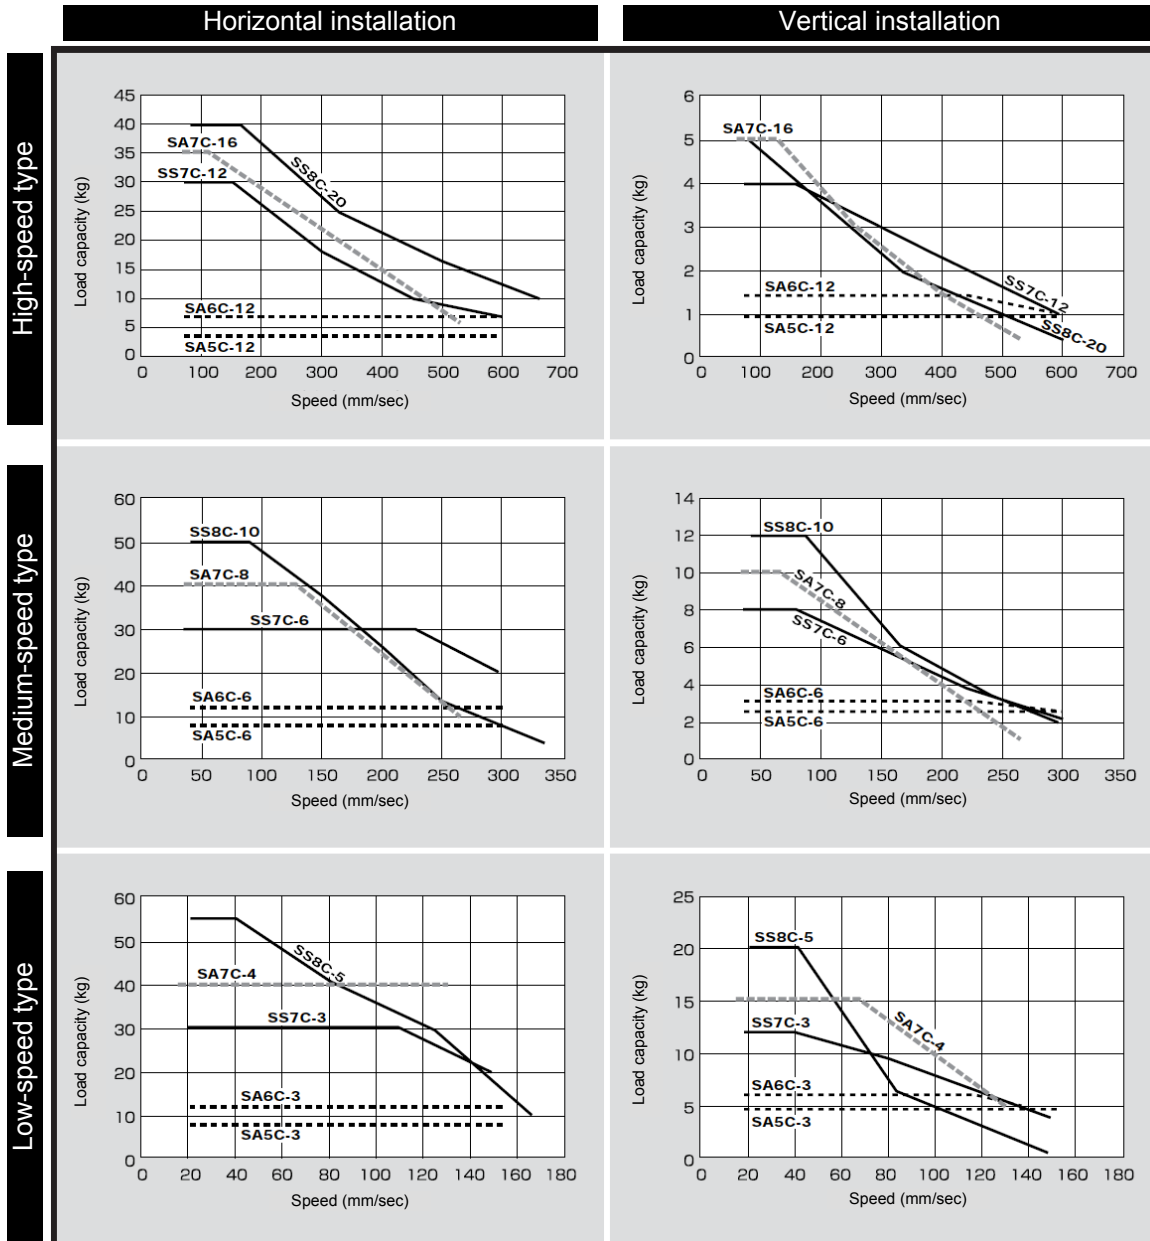 Horizontal installation
Vertical installation
High-speed type
Load capacity (kg)
45
40
35
30
25
20
15
10
5
0
SA7C-16
SS7C-12
SS8C-20
SA6C-12
SA5C-12
0 100 200 300 400 500 600 700
Speed (mm/sec)
Load capacity (kg)
6
5
4
3
2
1
0
SA7C-16
SA6C-12
SA5C-12
SS7C-12
SS8C-20
0 100 200 300 400 500 600 700
Speed (mm/sec)
Medium-speed type
Load capacity (kg)
60
50
40
30
20
10
0
SS8C-10
SA7C-8
SS7C-6
SA6C-6
SA5C-6
0 50 100 150 200 250 300 350
Speed (mm/sec)
Load capacity (kg)
14
12
10
8
6
4
2
0
SS8C-10
SA7C-8
SS7C-6
SA6C-6
SA5C-6
0 50 100 150 200 250 300 350
Speed (mm/sec)
Low-speed type
Load capacity (kg)
60
50
40
30
20
10
0
SS8C-5
SA7C-4
SS7C-3
SA6C-3
SA5C-3
0 20 40 60 80 100 120 140 160 180
Speed (mm/sec)
Load capacity (kg)
25
20
15
10
5
0
SS8C-5
SS7C-3
SA7C-4
SA6C-3
SA5C-3
0 20 40 60 80 100 120 140 160 180
Speed (mm/sec)